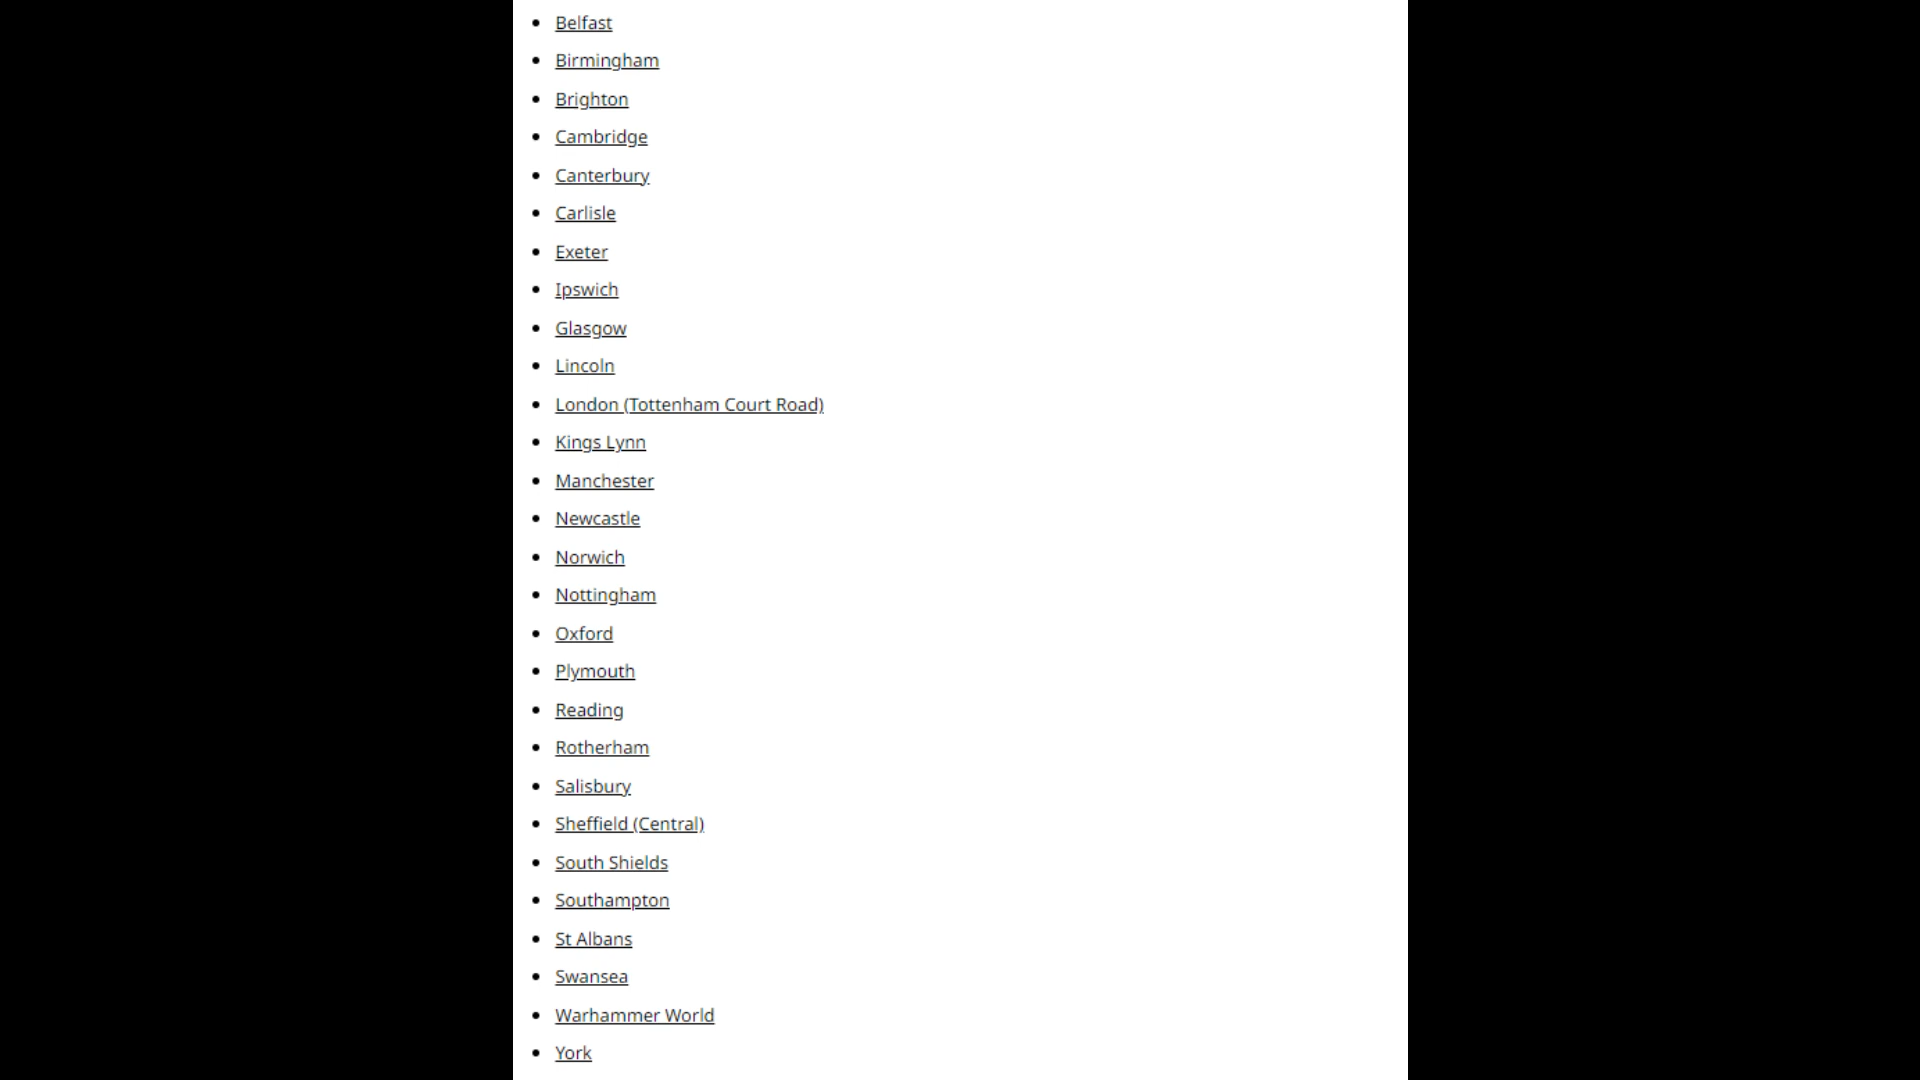 Belfast
Birmingham
Brighton
Cambridge
Canterbury
Carlisle
Exeter
Ipswich
Glasgow
Lincoln
London (Tottenham Court Road)
Kings Lynn
Manchester
Newcastle
Norwich
Nottingham
Oxford
Plymouth
Reading
Rotherham
Salisbury
Sheffield (Central)
South Shields
Southampton
St Albans
Swansea
Warhammer World
York